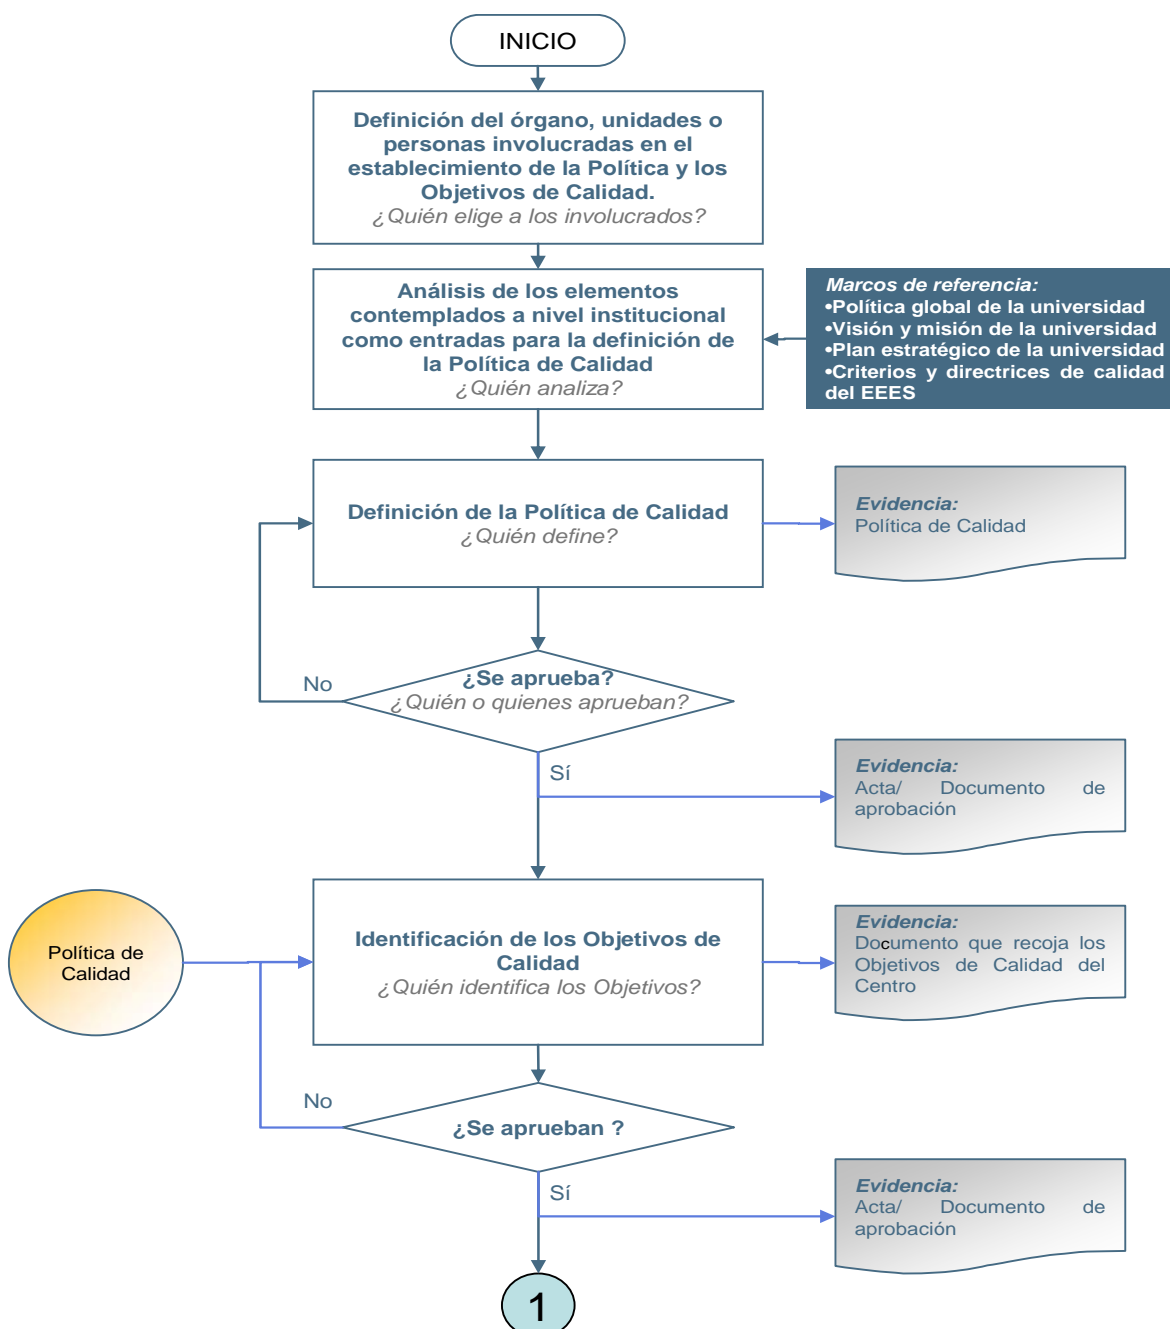 INICIO
Definición del órgano, unidades o
personas involucradas en el
establecimiento de la Política y los
Objetivos de Calidad.
¿Quién elige a los involucrados?
Análisis de los elementos
contemplados a nivel institucional
como entradas para la definición de
la Política de Calidad
¿Quién analiza?
Marcos de referencia:
•Política global de la universidad
•Visión y misión de la universidad
•Plan estratégico de la universidad
•Criterios y directrices de calidad
del EEES
Definición de la Política de Calidad
¿Quién define?
Evidencia:
Política de Calidad
¿Se aprueba?
¿Quién o quienes aprueban?
No
Sí
Evidencia:
Acta/ Documento de
aprobación
Política de
Calidad
Identificación de los Objetivos de
Calidad
¿Quién identifica los Objetivos?
Evidencia:
Documento que recoja los
Objetivos de Calidad del
Centro
No
¿Se aprueban ?
Sí
Evidencia:
Acta/ Documento de
aprobación
1